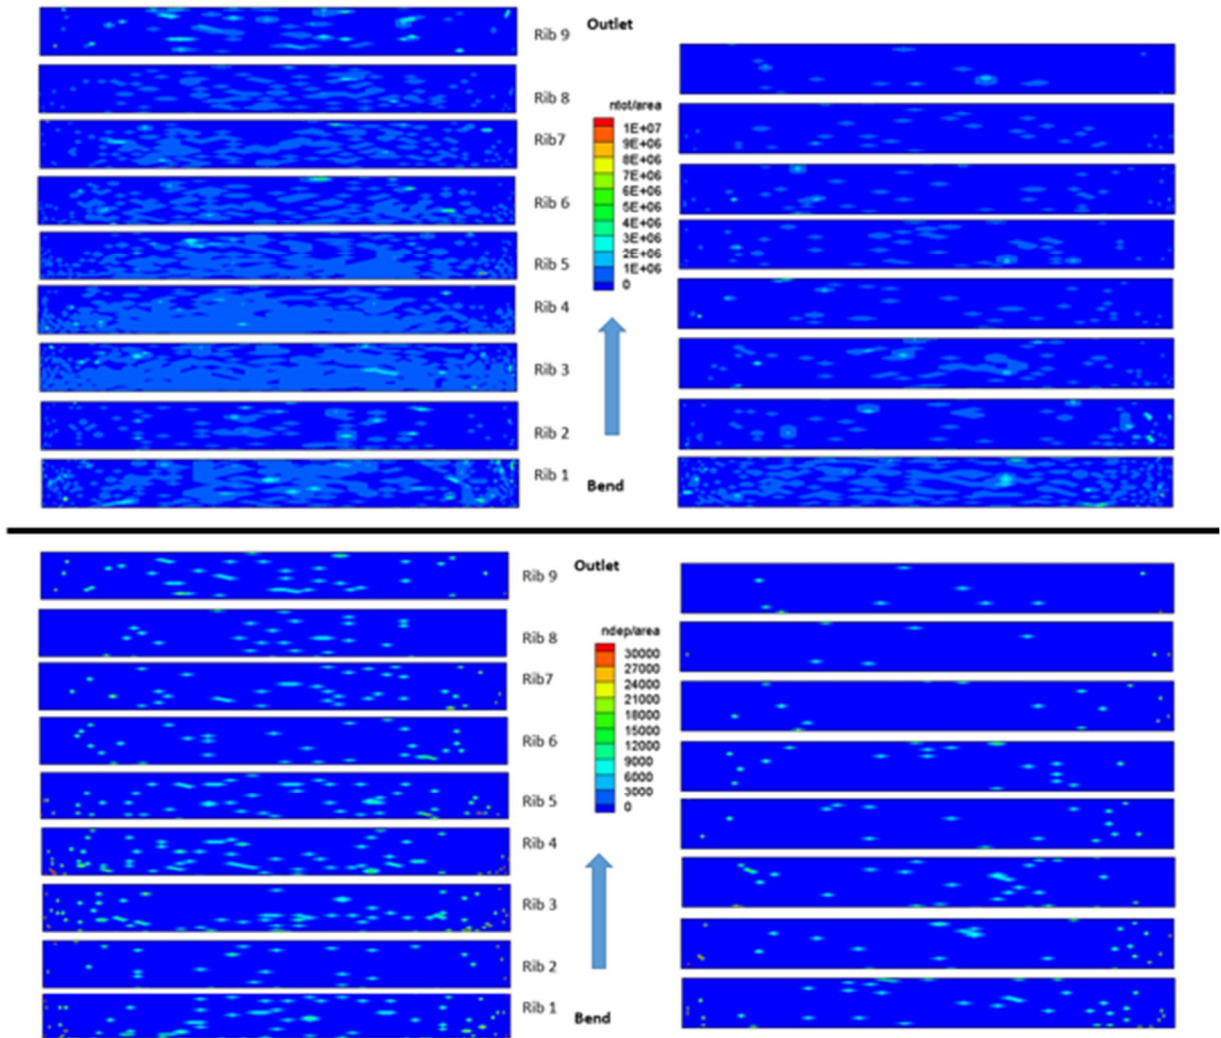 Rib 9 Outlet
Rib 8
ntot/area
1E+07
Rib7
9E+06
8E+06
7E+06
6E+06
Rib 6
5E+06
4E+06
3E+06
2E+06
Rib 5
1E+06
0
Rib 4
Rib 3
Rib 2
Rib 1
Bend
Outlet
Rib 9
ndep/area
Rib 8
30000
27000
Rib7
24000
21000
18000
15000
Rib 6
12000
9000
6000
3000
Rib 5
0
Rib 4
Rib 3
Rib 2
Rib 1
Bend